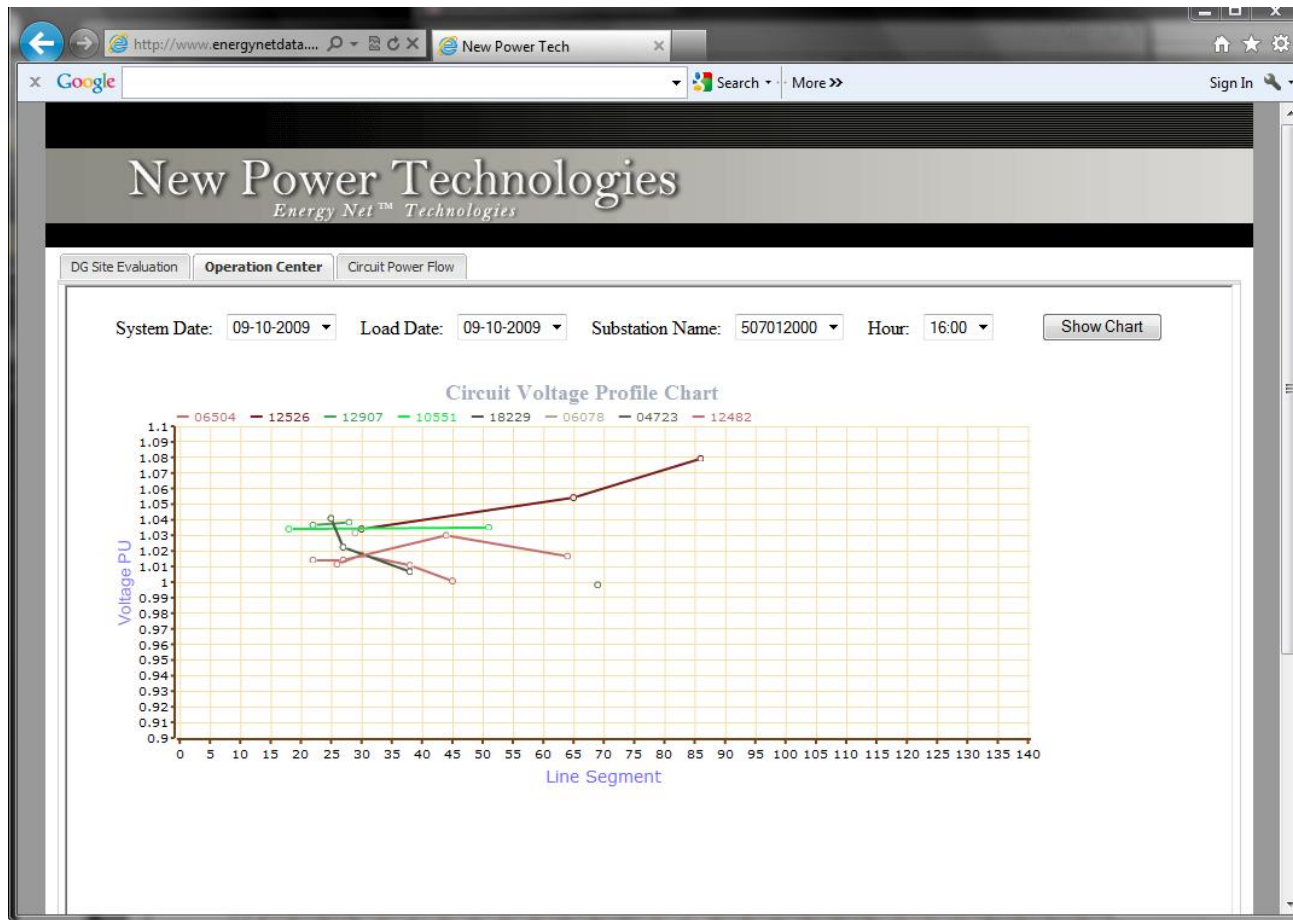 http://www.energynetdata.... New Power Tech
Google Search More >> Sign In
New Power Technologies
Energy Net™ Technologies
DG Site Evaluation Operation Center Circuit Power Flow
System Date: 09-10-2009 Load Date: 09-10-2009 Substation Name: 507012000 Hour: 16:00 Show Chart
Circuit Voltage Profile Chart
06504 12526 12907 10551 18229 06078 04723 12482
1.1
1.09
1.08
1.07
1.06
1.05
1.04
1.03
1.02
1.01
1
0.99
0.98
0.97
0.96
0.95
0.94
0.93
0.92
0.91
0.9
Voltage PU
0 5 10 15 20 25 30 35 40 45 50 55 60 65 70 75 80 85 90 95 100 105 110 115 120 125 130 135 140
Line Segment